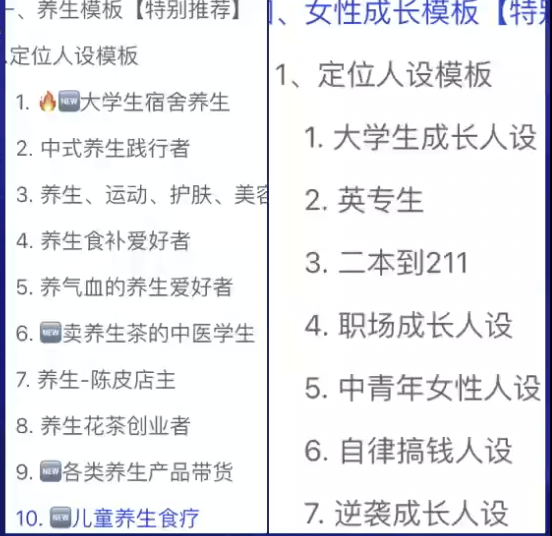 一、养生模板【特别推荐】
.定位人设模板
1. 🔥🆕大学生宿舍养生
2. 中式养生践行者
3. 养生、运动、护肤、美容
4. 养生食补爱好者
5. 养气血的养生爱好者
6. 🆕卖养生茶的中医学生
7. 养生-陈皮店主
8. 养生花茶创业者
9. 🆕各类养生产品带货
10. 🆕儿童养生食疗
、女性成长模板【特别
1、定位人设模板
1. 大学生成长人设
2. 英专生
3. 二本到211
4. 职场成长人设
5. 中青年女性人设
6. 自律搞钱人设
7. 逆袭成长人设